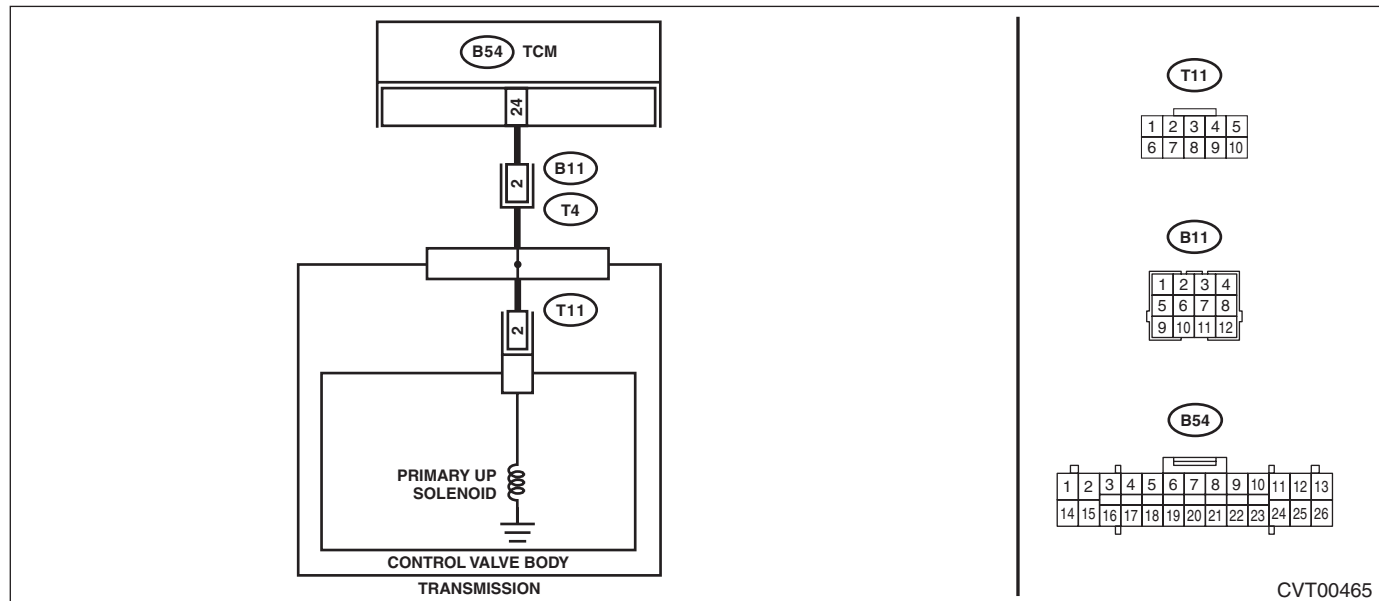 B54 TCM
24
2
B11
T4
T11
2
PRIMARY UP
SOLENOID
CONTROL VALVE BODY
TRANSMISSION
T11
1 2 3 4 5
6 7 8 9 10
B11
1 2 3 4
5 6 7 8
9 10 11 12
B54
1 2 3 4 5 6 7 8 9 10 11 12 13
14 15 16 17 18 19 20 21 22 23 24 25 26
CVT00465